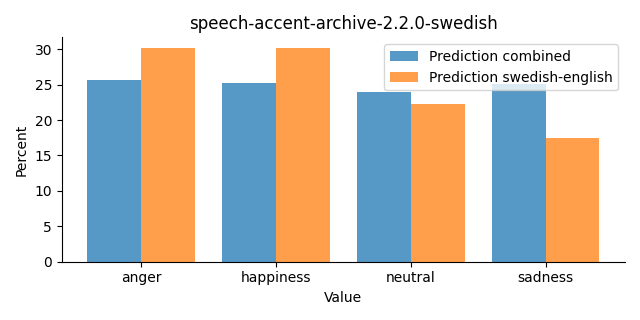 speech-accent-archive-2.2.0-swedish
Prediction combined
Prediction swedish-english
Percent
30
25
20
15
10
5
0
anger happiness neutral sadness
Value